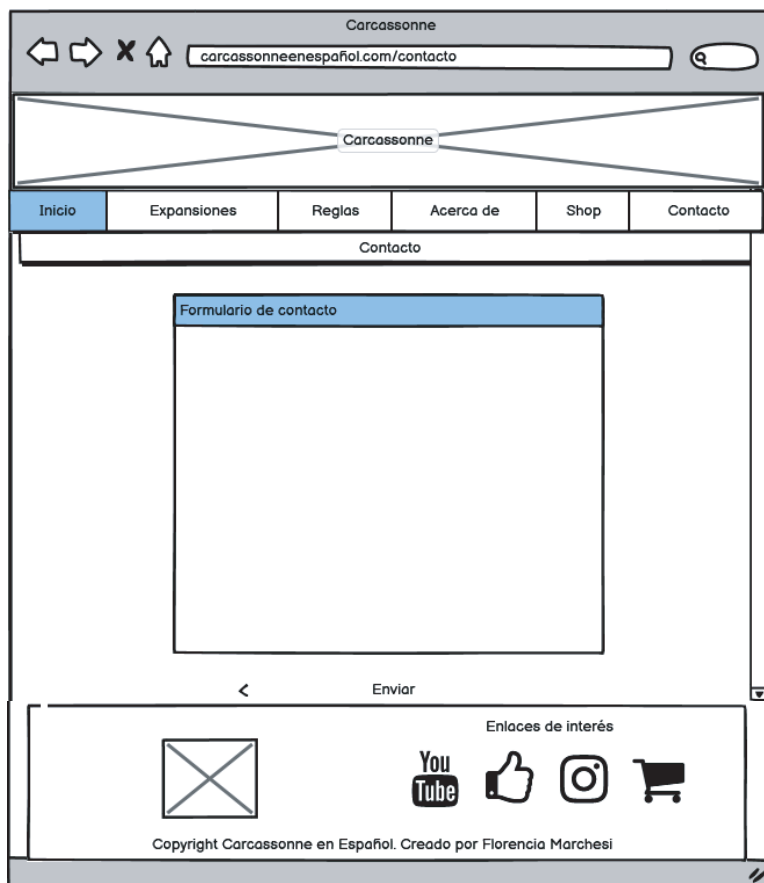 Carcassonne
carcassonneenespañol.com/contacto
Carcassonne
Inicio Expansiones Reglas Acerca de Shop Contacto
Contacto
Formulario de contacto
Enviar
Enlaces de interés
You
Tube
Copyright Carcassonne en Español. Creado por Florencia Marchesi